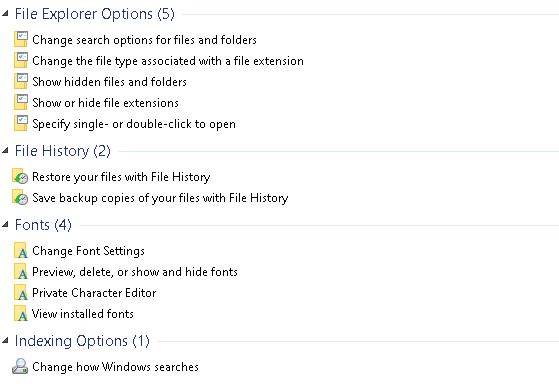 File Explorer Options (5)
Change search options for files and folders
Change the file type associated with a file extension
Show hidden files and folders
Show or hide file extensions
Specify single- or double-click to open
File History (2)
Restore your files with File History
Save backup copies of your files with File History
Fonts (4)
Change Font Settings
Preview, delete, or show and hide fonts
Private Character Editor
View installed fonts
Indexing Options (1)
Change how Windows searches